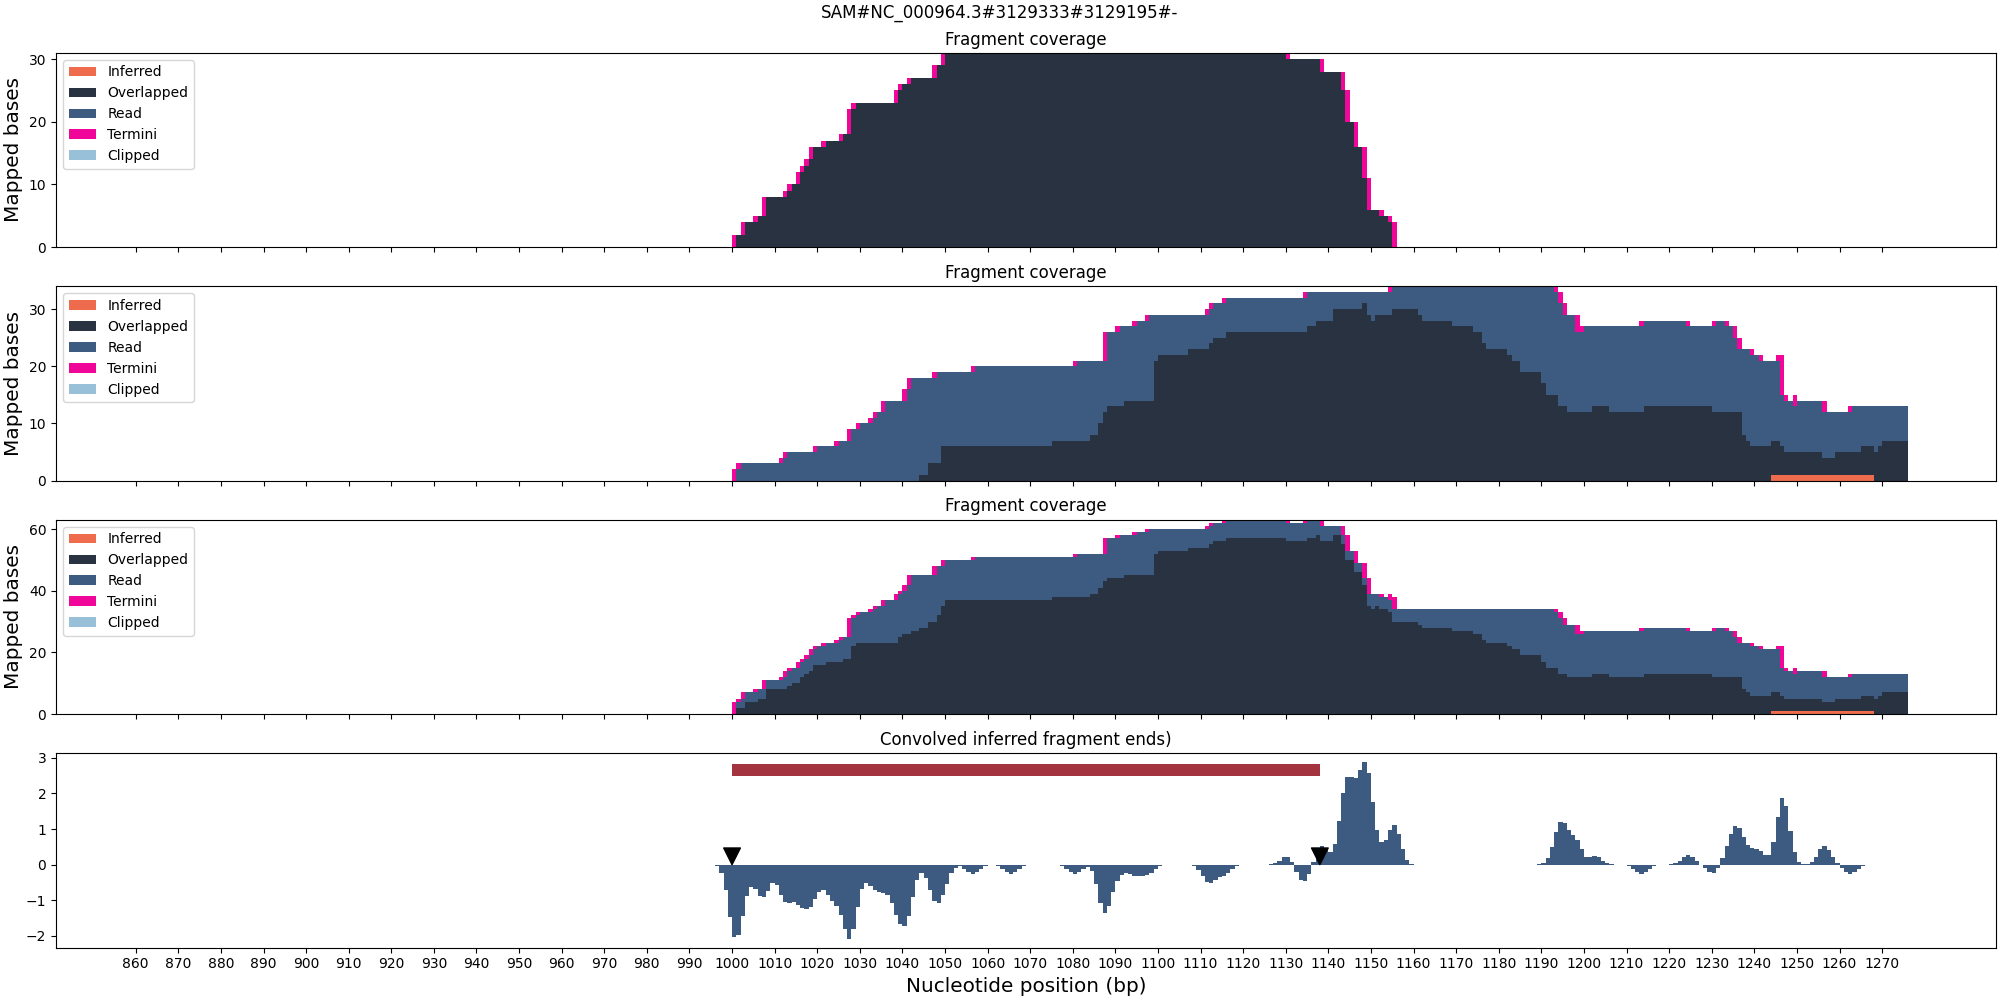 SAM#NC_000964.3#3129333#3129195#-
Fragment coverage
30
20
10
0
Mapped bases
Inferred
Overlapped
Read
Termini
Clipped
Fragment coverage
30
20
10
0
Mapped bases
Inferred
Overlapped
Read
Termini
Clipped
Fragment coverage
60
40
20
0
Mapped bases
Inferred
Overlapped
Read
Termini
Clipped
Convolved inferred fragment ends)
3
2
1
0
−1
−2
860 870 880 890 900 910 920 930 940 950 960 970 980 990 1000 1010 1020 1030 1040 1050 1060 1070 1080 1090 1100 1110 1120 1130 1140 1150 1160 1170 1180 1190 1200 1210 1220 1230 1240 1250 1260 1270
Nucleotide position (bp)